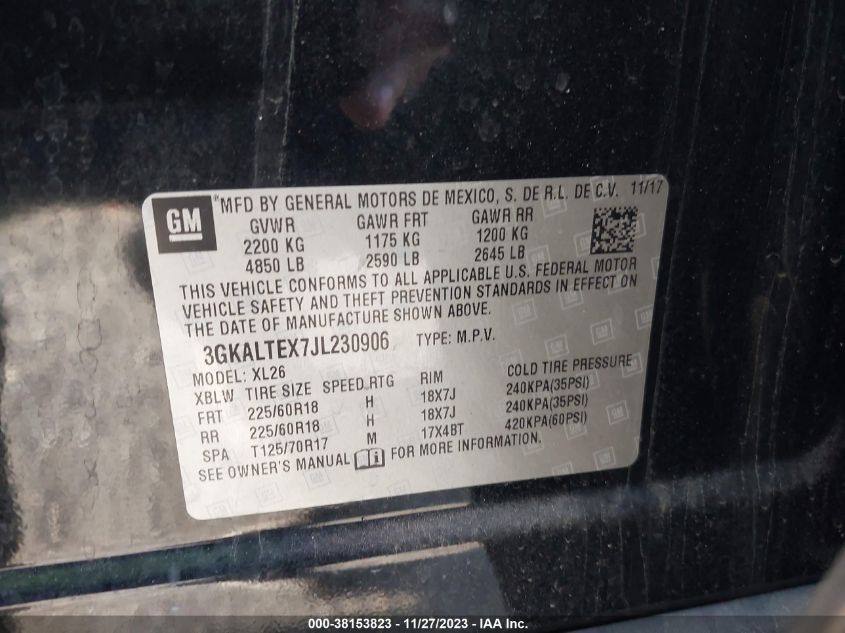 GM
*MFD BY GENERAL MOTORS DE MEXICO, S. DE R.L. DE C.V. 11/17
GVWR GAWR FRT GAWR RR
2200 KG 1175 KG 1200 KG
4850 LB 2590 LB 2645 LB
THIS VEHICLE CONFORMS TO ALL APPLICABLE U.S. FEDERAL MOTOR
VEHICLE SAFETY AND THEFT PREVENTION STANDARDS IN EFFECT ON
THE DATE OF MANUFACTURE SHOWN ABOVE.
3GKALTEX7JL230906 TYPE: M.P.V.
MODEL: XL26
XBLW TIRE SIZE SPEED RTG RIM COLD TIRE PRESSURE
FRT 225/60R18 H 18X7J 240KPA(35PSI)
RR 225/60R18 H 18X7J 240KPA(35PSI)
SPA T125/70R17 M 17X4BT 420KPA(60PSI)
SEE OWNER'S MANUAL FOR MORE INFORMATION.
000-38153823 - 11/27/2023 - IAA Inc.